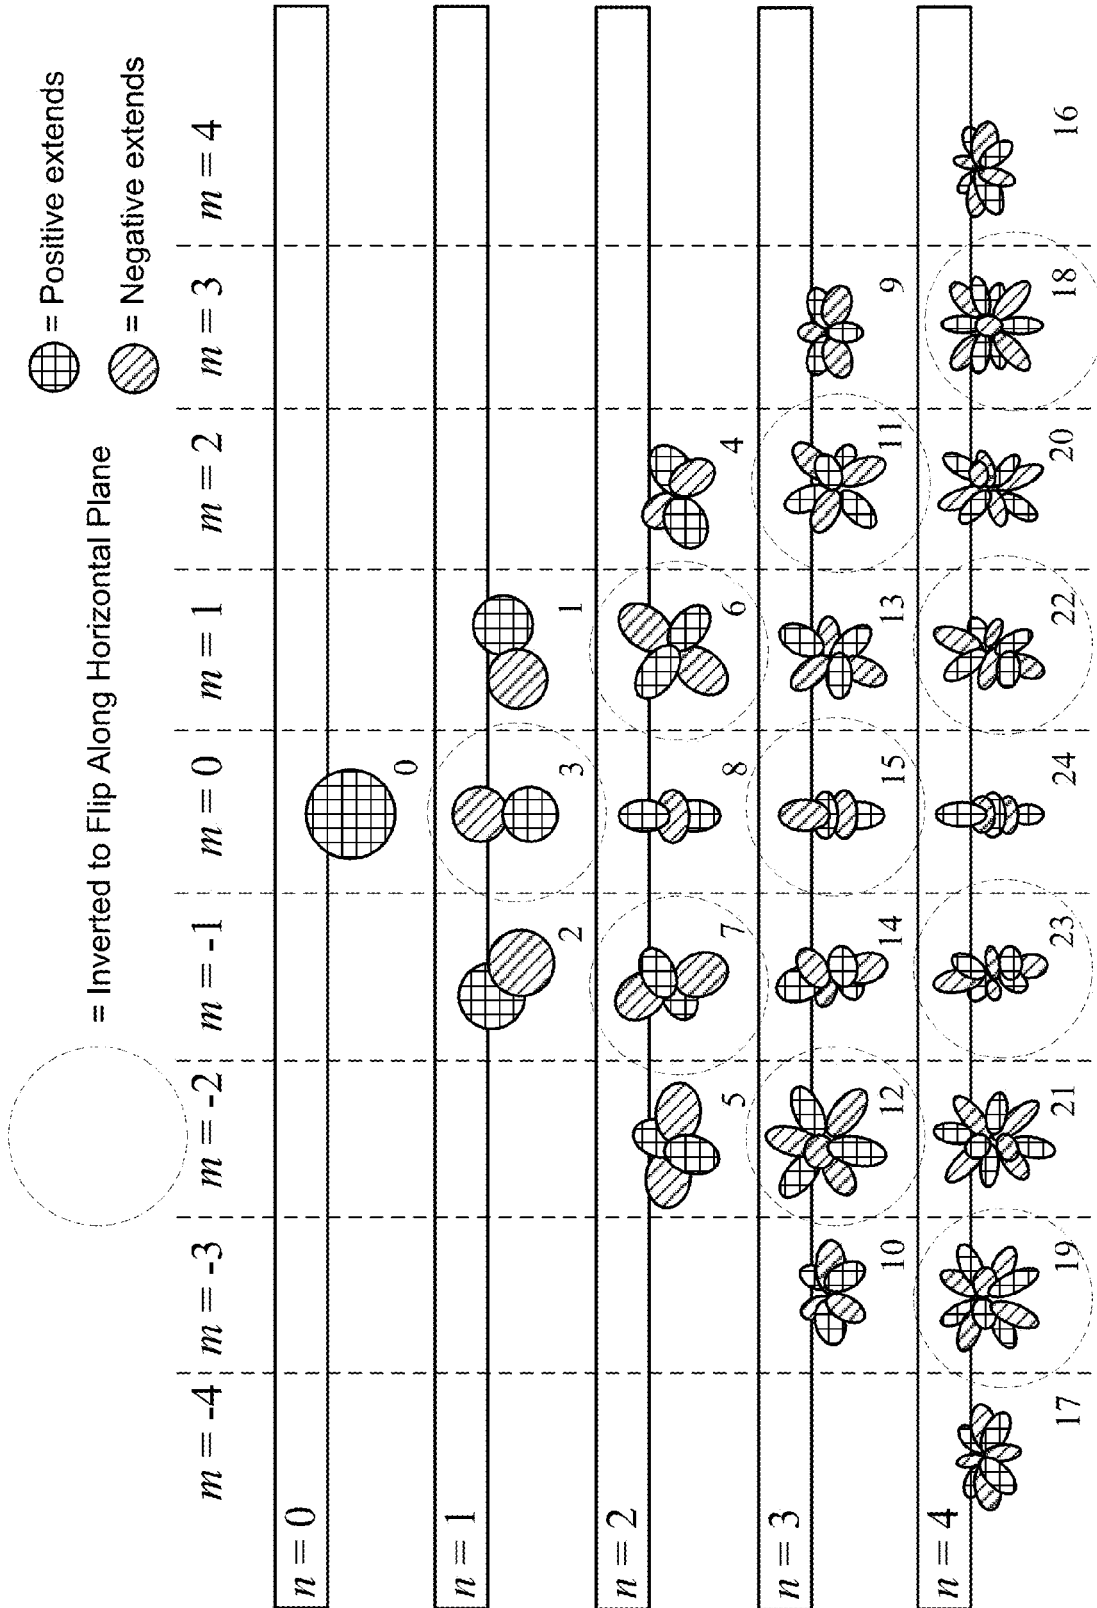 = Inverted to Flip Along Horizontal Plane
= Positive extends
= Negative extends
m = -4 m = -3 m = -2 m = -1 m = 0 m = 1 m = 2 m = 3 m = 4
n = 0
0
n = 1
2 3 1
n = 2
5 7 8 6 4
n = 3
10 12 14 15 13 11 9
n = 4
17 19 21 23 24 22 20 18 16